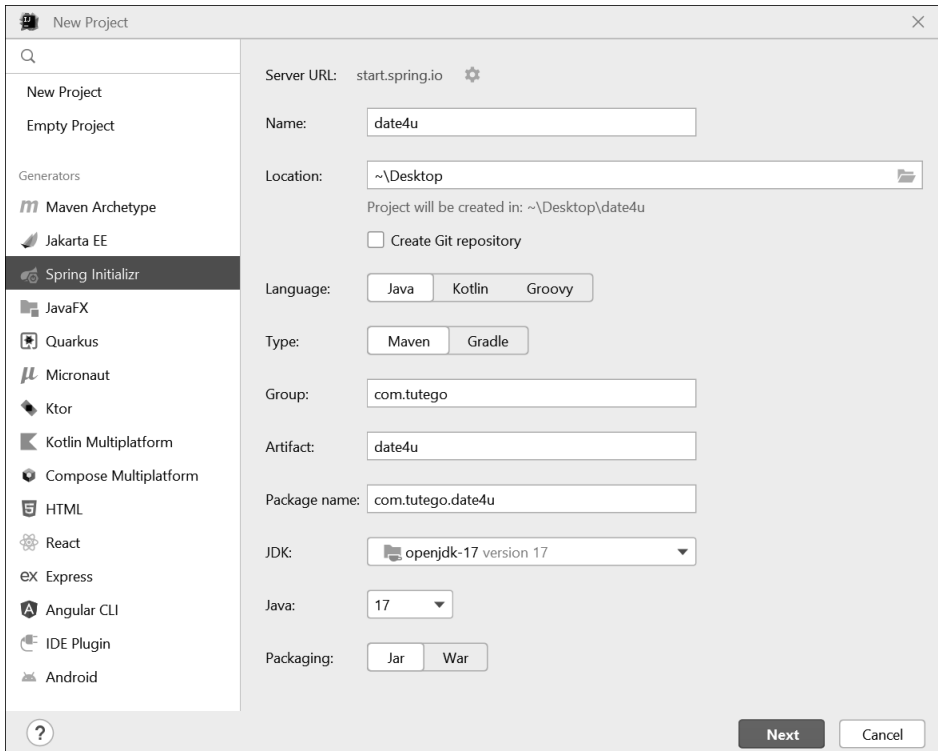 New Project
New Project
Empty Project
Generators
Maven Archetype
Jakarta EE
Spring Initializr
JavaFX
Quarkus
Micronaut
Ktor
Kotlin Multiplatform
Compose Multiplatform
HTML
React
Express
Angular CLI
IDE Plugin
Android
Server URL: start.spring.io
Name: date4u
Location: ~\Desktop
Project will be created in: ~\Desktop\date4u
Create Git repository
Language: Java Kotlin Groovy
Type: Maven Gradle
Group: com.tutego
Artifact: date4u
Package name: com.tutego.date4u
JDK: openjdk-17 version 17
Java: 17
Packaging: Jar War
? Next Cancel